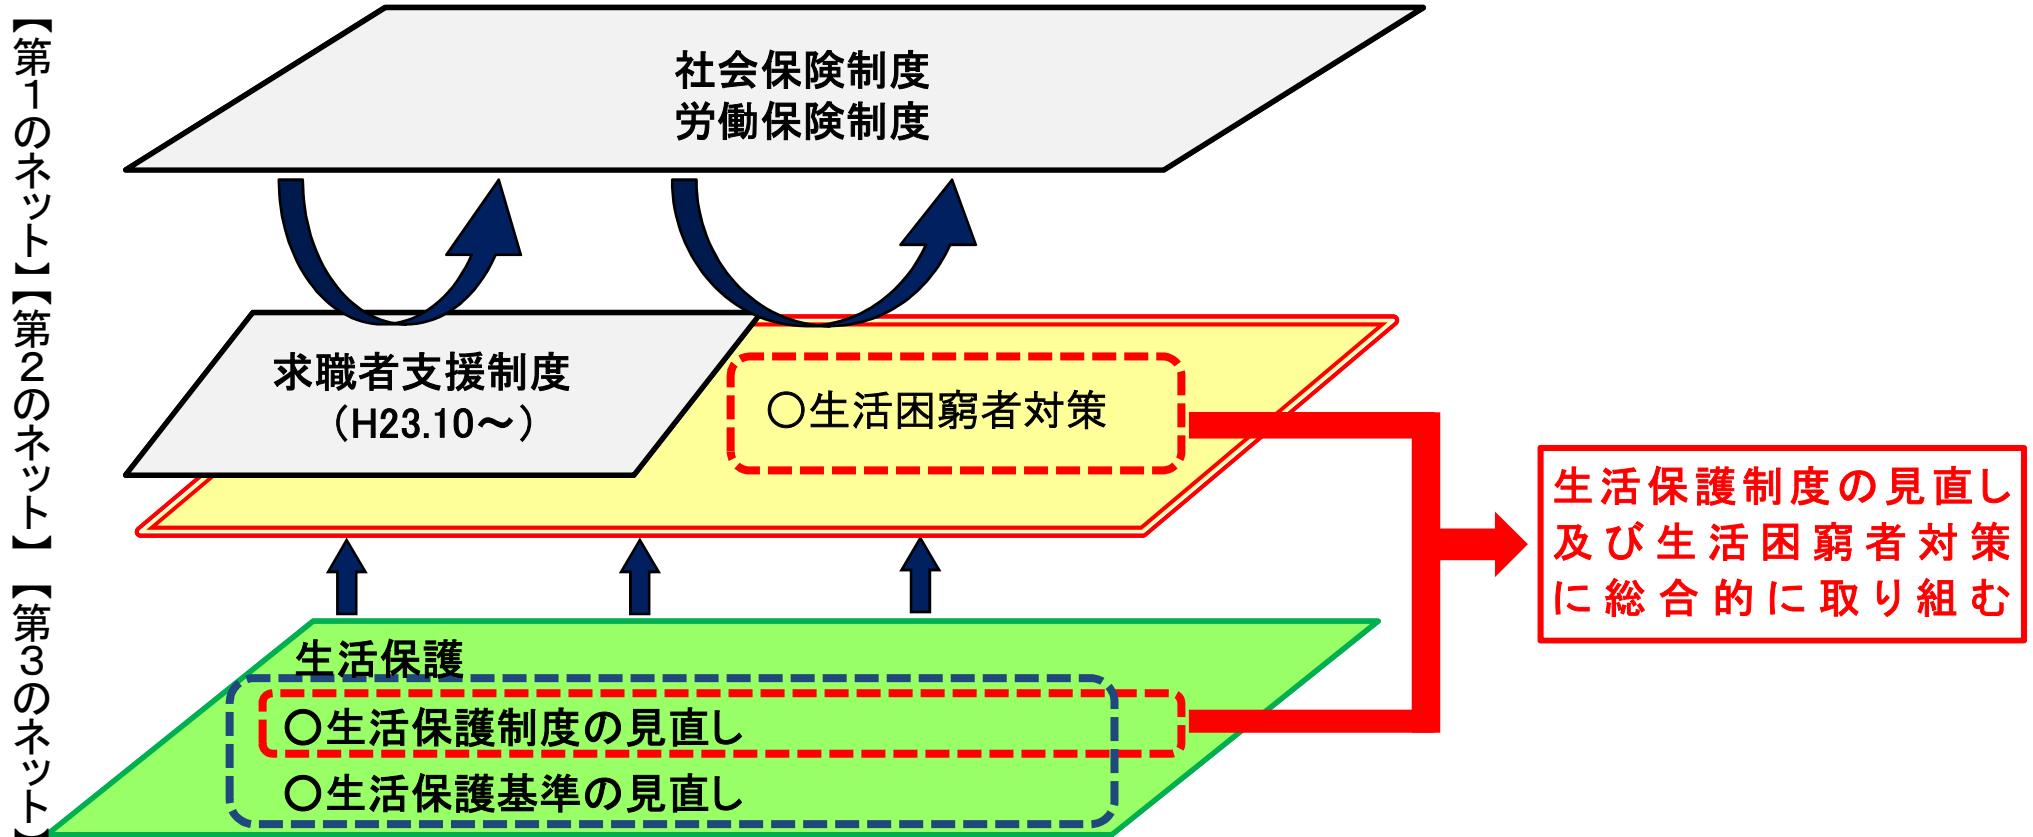 【第1のネット】
社会保険制度
労働保険制度
【第2のネット】
求職者支援制度
（H23.10～）
○生活困窮者対策
【第3のネット】
生活保護
○生活保護制度の見直し
○生活保護基準の見直し
生活保護制度の見直し
及び生活困窮者対策
に総合的に取り組む